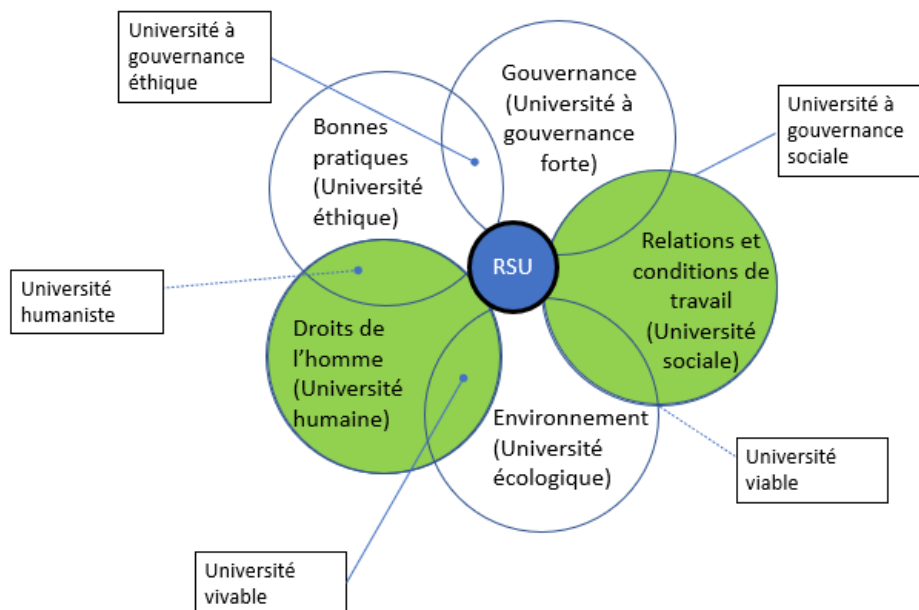 Université à
gouvernance
éthique
Gouvernance
(Université à
gouvernance
forte)
Université à
gouvernance
sociale
Bonnes
pratiques
(Université
éthique)
RSU
Relations et
conditions de
travail
(Université
sociale)
Université
humaniste
Droits de
l’homme
(Université
humaine)
Environnement
(Université
écologique)
Université
viable
Université
vivable